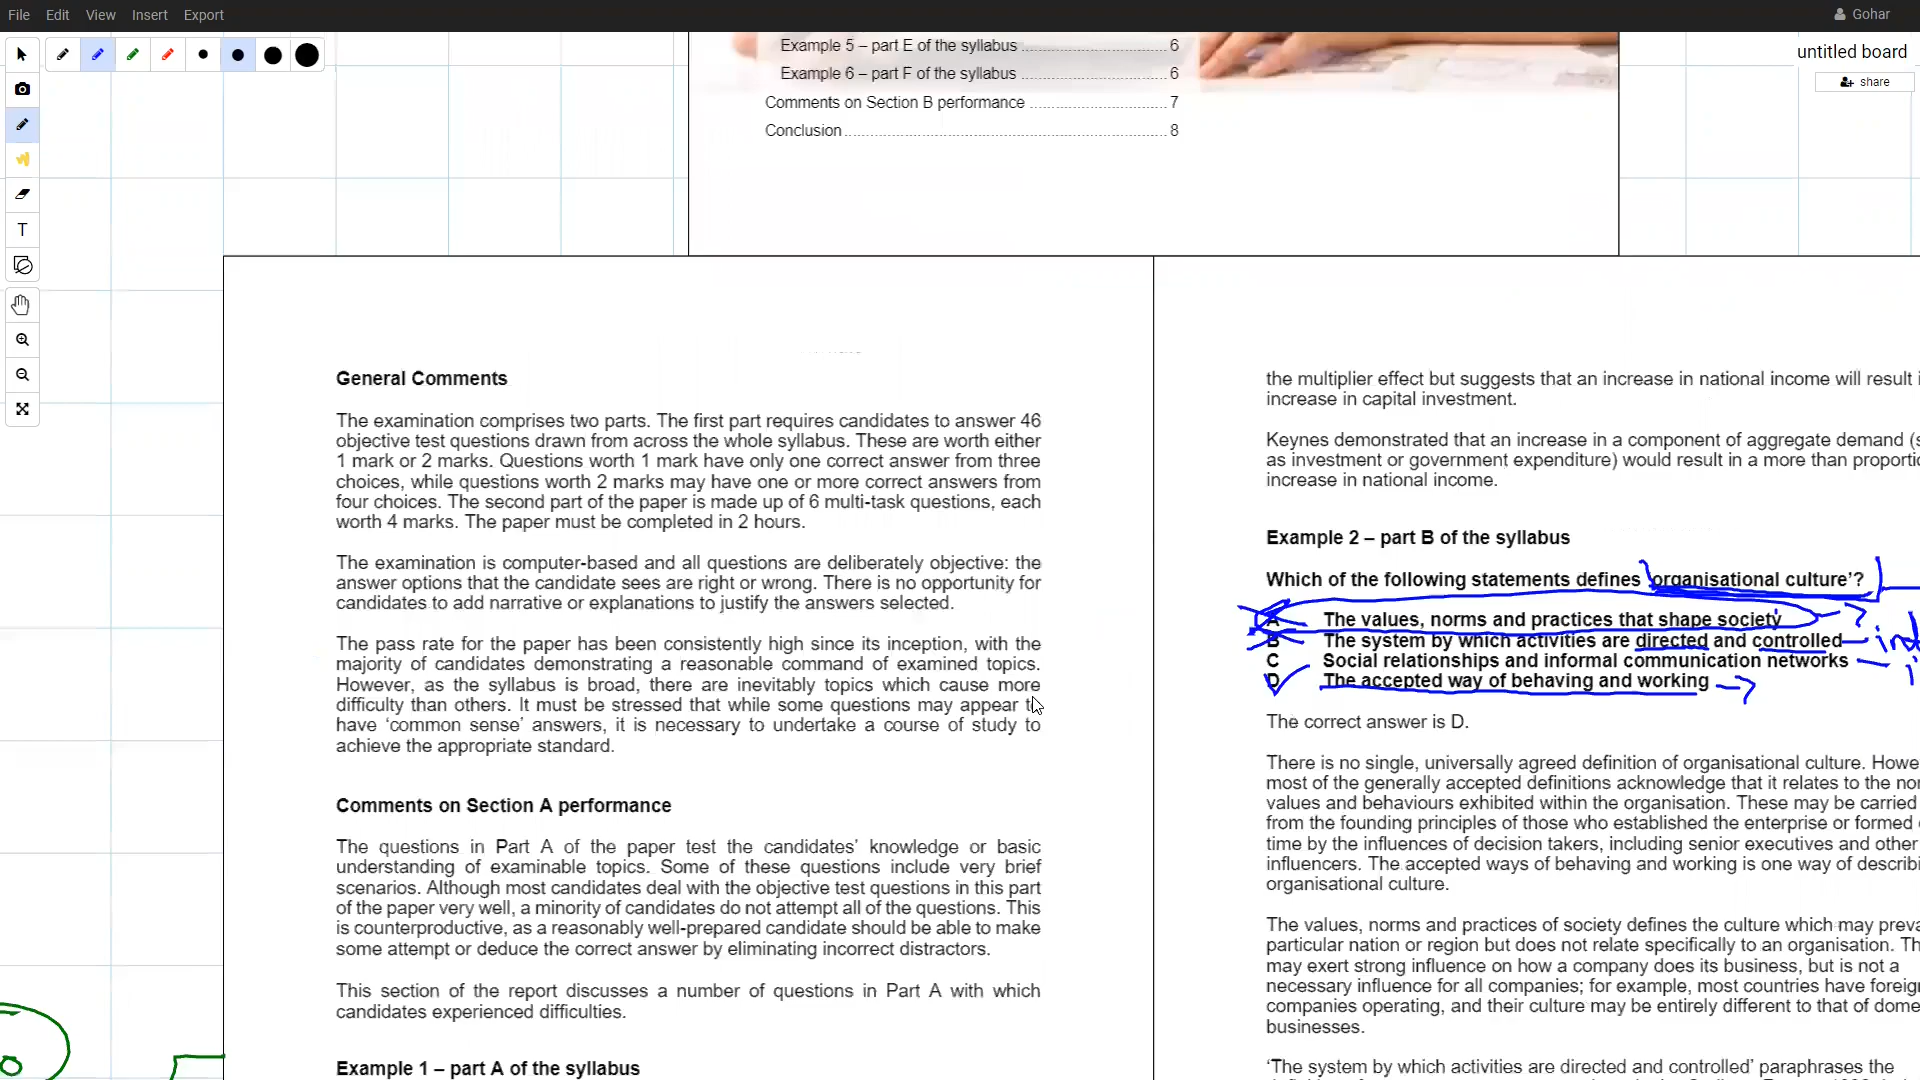 File Edit View Insert Export
Gohar
untitled board
share
T
Example 5 – part E of the syllabus 6
Example 6 – part F of the syllabus 6
Comments on Section B performance 7
Conclusion 8
General Comments
The examination comprises two parts. The first part requires candidates to answer 46
objective test questions drawn from across the whole syllabus. These are worth either
1 mark or 2 marks. Questions worth 1 mark have only one correct answer from three
choices, while questions worth 2 marks may have one or more correct answers from
four choices. The second part of the paper is made up of 6 multi-task questions, each
worth 4 marks. The paper must be completed in 2 hours.
The examination is computer-based and all questions are deliberately objective: the
answer options that the candidate sees are right or wrong. There is no opportunity for
candidates to add narrative or explanations to justify the answers selected.
The pass rate for the paper has been consistently high since its inception, with the
majority of candidates demonstrating a reasonable command of examined topics.
However, as the syllabus is broad, there are inevitably topics which cause more
difficulty than others. It must be stressed that while some questions may appear to
have ‘common sense’ answers, it is necessary to undertake a course of study to
achieve the appropriate standard.
Comments on Section A performance
The questions in Part A of the paper test the candidates’ knowledge or basic
understanding of examinable topics. Some of these questions include very brief
scenarios. Although most candidates deal with the objective test questions in this part
of the paper very well, a minority of candidates do not attempt all of the questions. This
is counterproductive, as a reasonably well-prepared candidate should be able to make
some attempt or deduce the correct answer by eliminating incorrect distractors.
This section of the report discusses a number of questions in Part A with which
candidates experienced difficulties.
Example 1 – part A of the syllabus
the multiplier effect but suggests that an increase in national income will result
increase in capital investment.
Keynes demonstrated that an increase in a component of aggregate demand
as investment or government expenditure) would result in a more than
increase in national income.
Example 2 – part B of the syllabus
Which of the following statements defines ‘organisational culture’?
A The values, norms and practices that shape society
B The system by which activities are directed and controlled
C Social relationships and informal communication networks
D The accepted way of behaving and working
The correct answer is D.
There is no single, universally agreed definition of organisational culture.
most of the generally accepted definitions acknowledge that it relates to the
values and behaviours exhibited within the organisation. These may be carried
from the founding principles of those who established the enterprise or formed
time by the influences of decision takers, including senior executives and other
influencers. The accepted ways of behaving and working is one way of
organisational culture.
The values, norms and practices of society defines the culture which may
particular nation or region but does not relate specifically to an organisation.
may exert strong influence on how a company does its business, but is not a
necessary influence for all companies; for example, most countries have
companies operating, and their culture may be entirely different to that of
businesses.
‘The system by which activities are directed and controlled’ paraphrases the